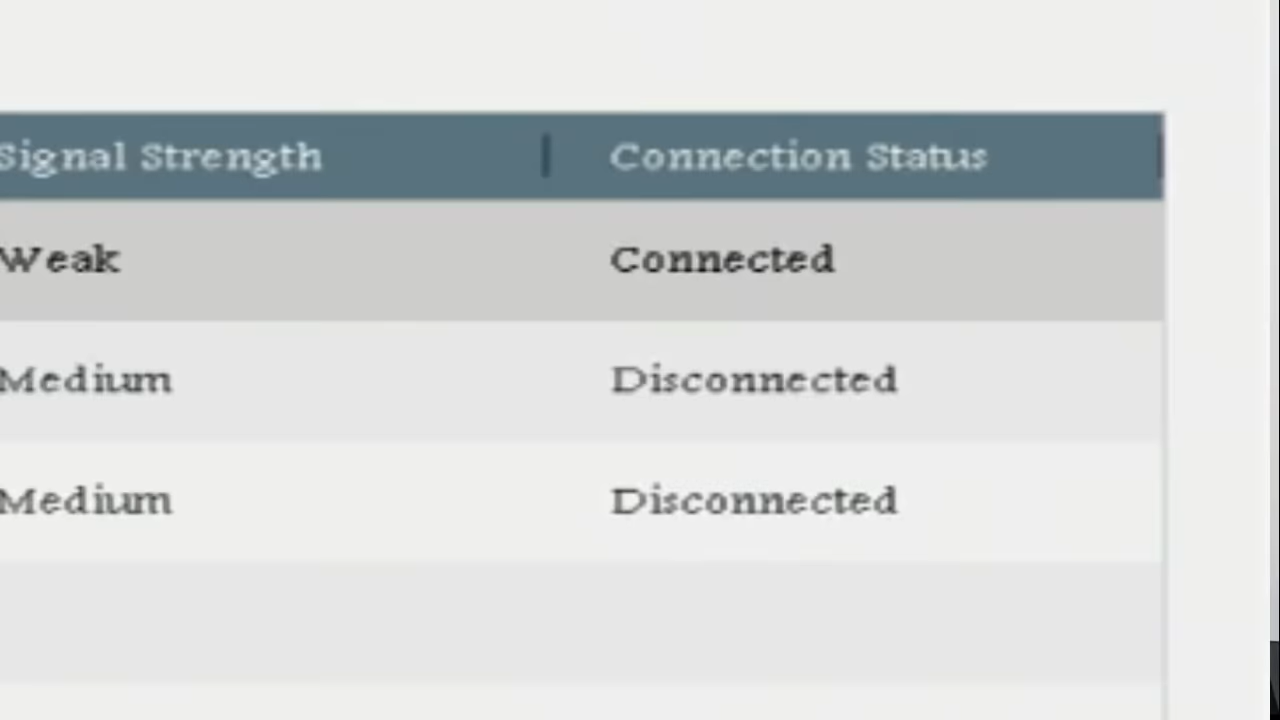 Signal Strength Connection Status
Weak Connected
Medium Disconnected
Medium Disconnected